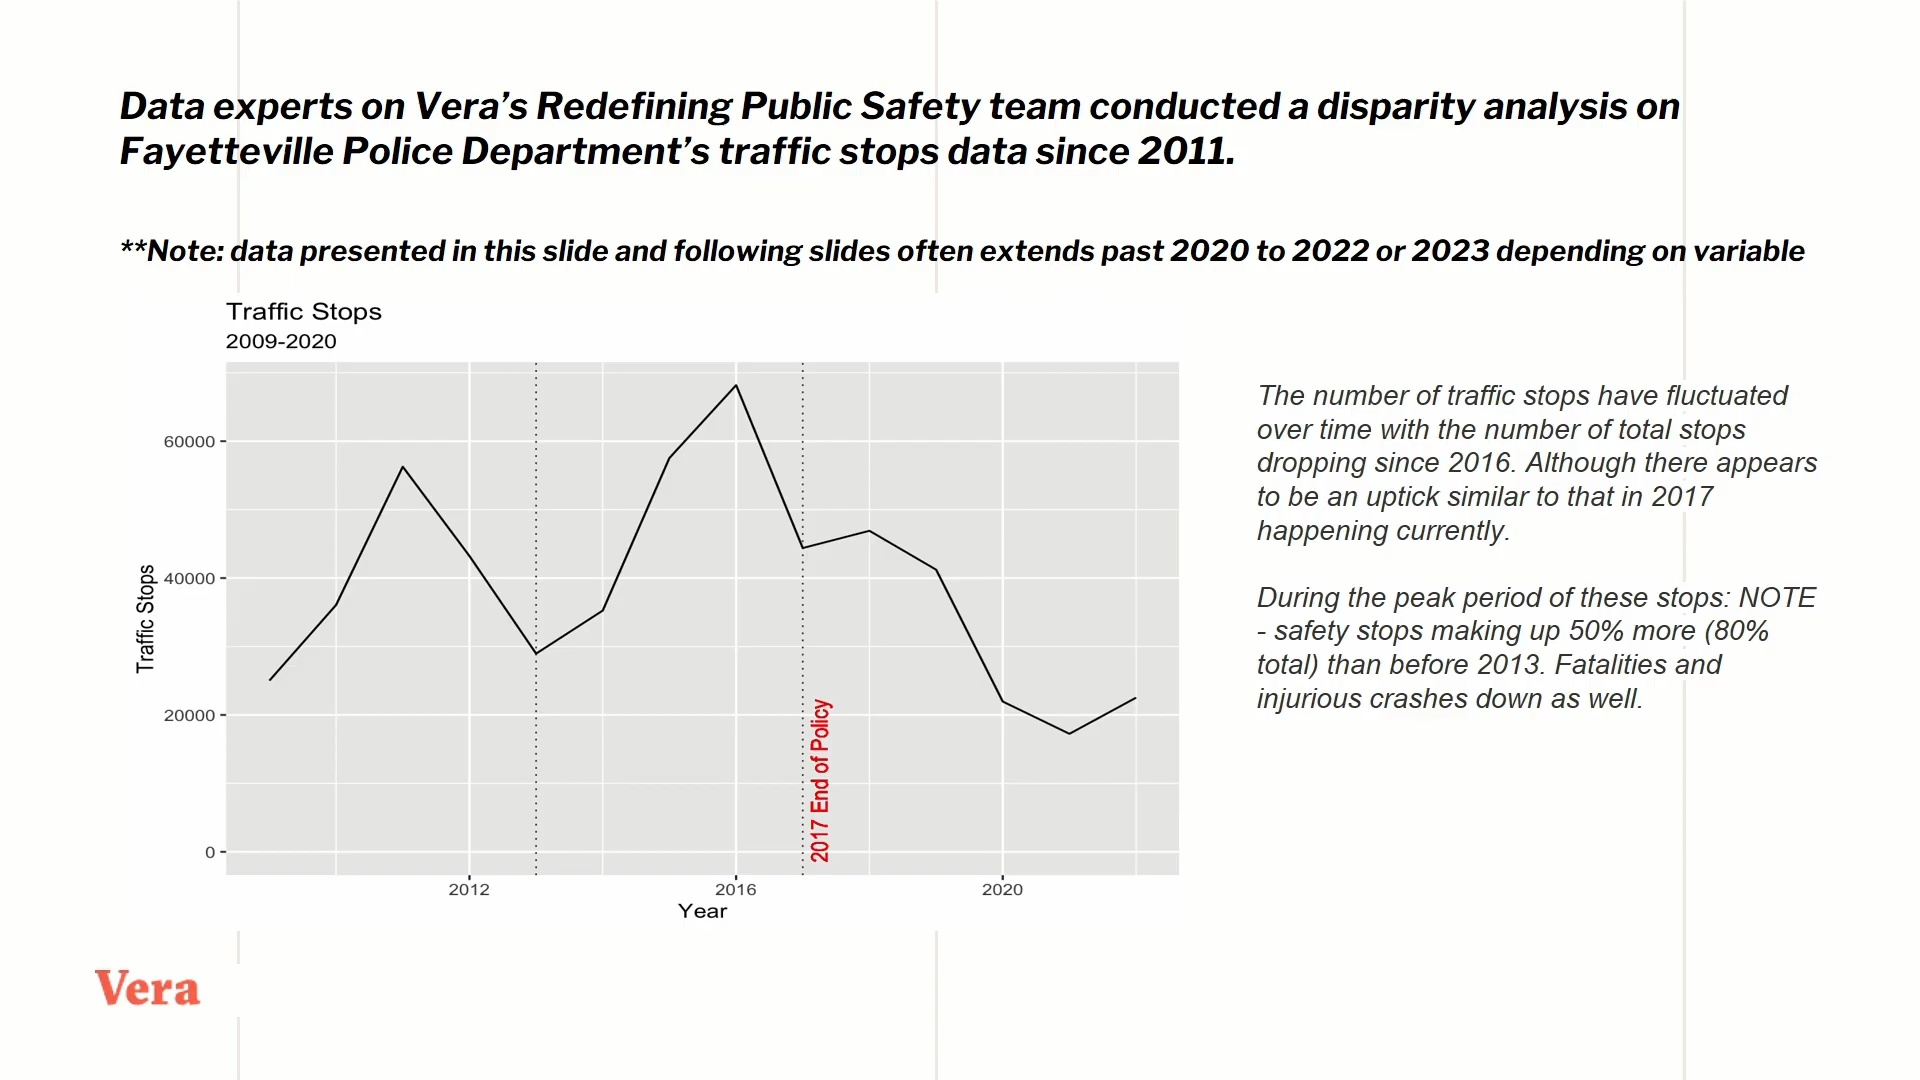 Data experts on Vera's Redefining Public Safety team conducted a disparity analysis on
Fayetteville Police Department's traffic stops data since 2011.
**Note: data presented in this slide and following slides often extends past 2020 to 2022 or 2023 depending on variable
Traffic Stops
2009-2020
60000
40000
20000
0
Traffic Stops
2017 End of Policy
2012
2016
2020
Year
The number of traffic stops have fluctuated
over time with the number of total stops
dropping since 2016. Although there appears
to be an uptick similar to that in 2017
happening currently.
During the peak period of these stops: NOTE
- safety stops making up 50% more (80%
total) than before 2013. Fatalities and
injurious crashes down as well.
Vera